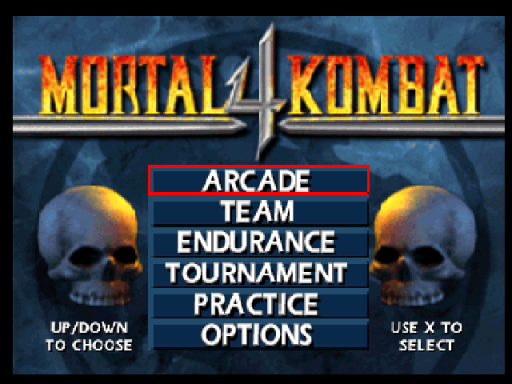 MORTAL 4 KOMBAT
ARCADE
TEAM
ENDURANCE
TOURNAMENT
PRACTICE
OPTIONS
UP/DOWN
TO CHOOSE
USE X TO
SELECT